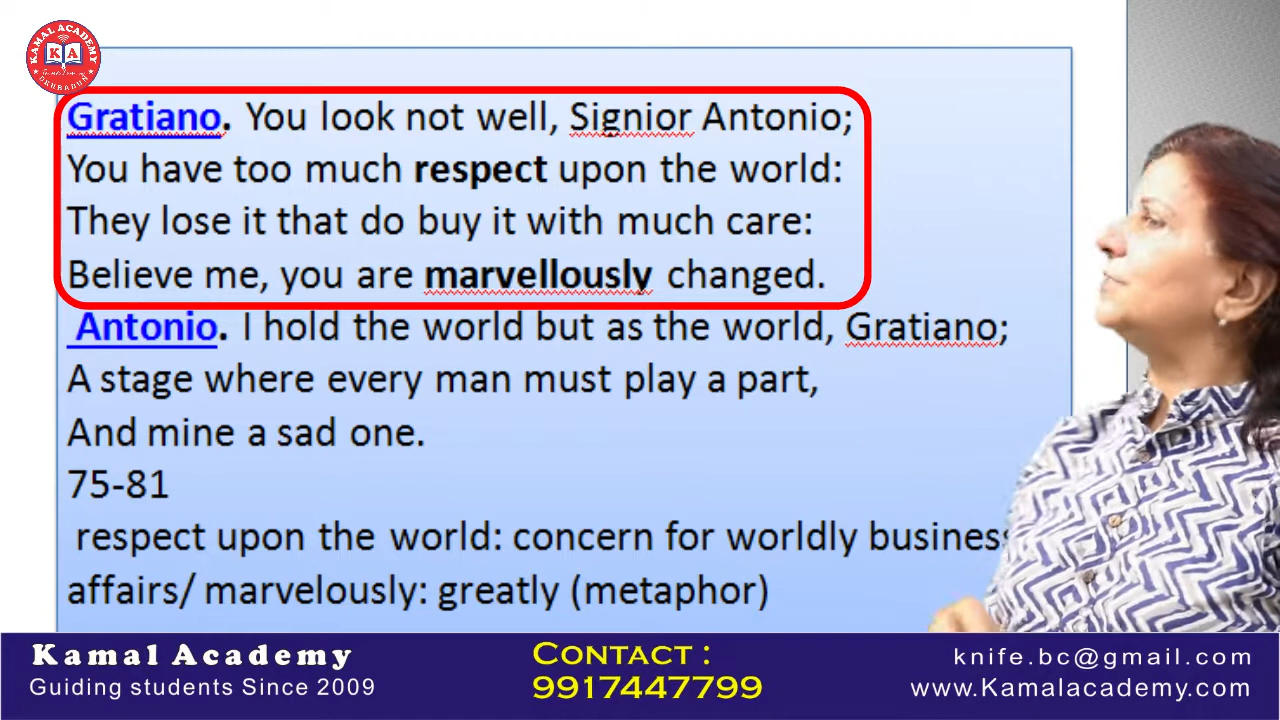 KAMAL ACADEMY
KA
Gratiano. You look not well, Signior Antonio;
You have too much respect upon the world:
They lose it that do buy it with much care:
Believe me, you are marvellously changed.
Antonio. I hold the world but as the world, Gratiano;
A stage where every man must play a part,
And mine a sad one.
75-81
respect upon the world: concern for worldly business
affairs/ marvelously: greatly (metaphor)
Kamal Academy
Guiding students Since 2009
CONTACT :
9917447799
knife.bc@gmail.com
www.Kamalacademy.com